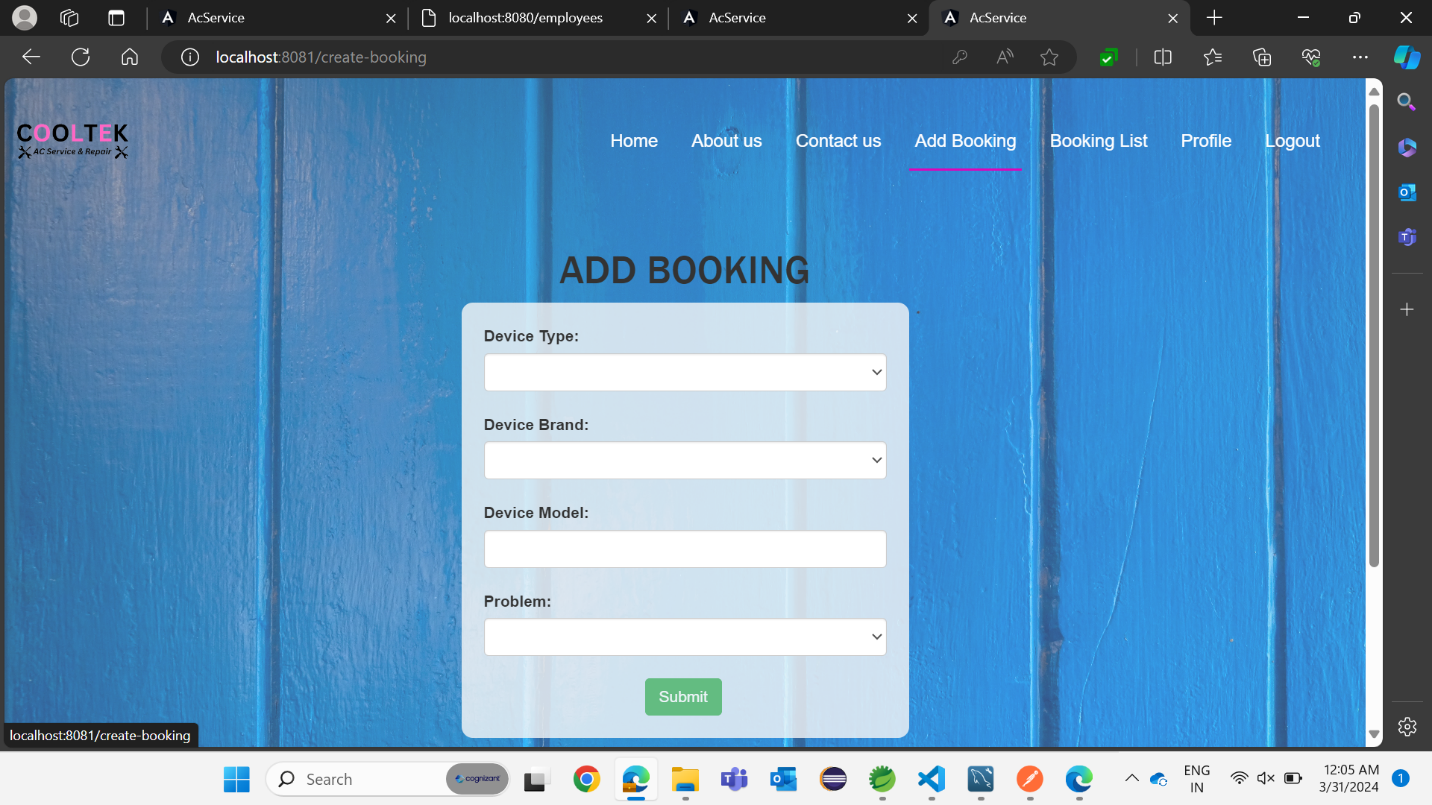 AcService
localhost:8080/employees
AcService
AcService
localhost:8081/create-booking
COOLTEK
AC Service & Repair
Home
About us
Contact us
Add Booking
Booking List
Profile
Logout
ADD BOOKING
Device Type:
Device Brand:
Device Model:
Problem:
Submit
localhost:8081/create-booking
Search
cognizant
ENG
IN
12:05 AM
3/31/2024
1